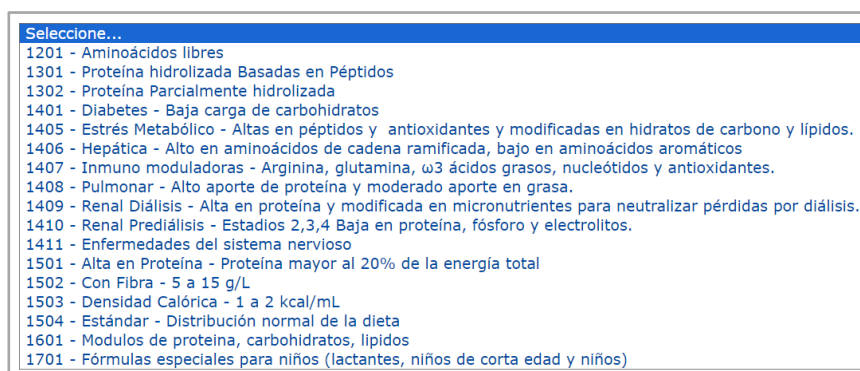 Seleccione...
1201 - Aminoácidos libres
1301 - Proteína hidrolizada Basadas en Péptidos
1302 - Proteína Parcialmente hidrolizada
1401 - Diabetes - Baja carga de carbohidratos
1405 - Estrés Metabólico - Altas en péptidos y  antioxidantes y modificadas en hidratos de carbono y lípidos.
1406 - Hepática - Alto en aminoácidos de cadena ramificada, bajo en aminoácidos aromáticos
1407 - Inmuno moduladoras - Arginina, glutamina, ω3 ácidos grasos, nucleótidos y antioxidantes.
1408 - Pulmonar - Alto aporte de proteína y moderado aporte en grasa.
1409 - Renal Diálisis - Alta en proteína y modificada en micronutrientes para neutralizar pérdidas por diálisis.
1410 - Renal Prediálisis - Estadios 2,3,4 Baja en proteína, fósforo y electrolitos.
1411 - Enfermedades del sistema nervioso
1501 - Alta en Proteína - Proteína mayor al 20% de la energía total
1502 - Con Fibra - 5 a 15 g/L
1503 - Densidad Calórica - 1 a 2 kcal/mL
1504 - Estándar - Distribución normal de la dieta
1601 - Modulos de proteina, carbohidratos, lipidos
1701 - Fórmulas especiales para niños (lactantes, niños de corta edad y niños)